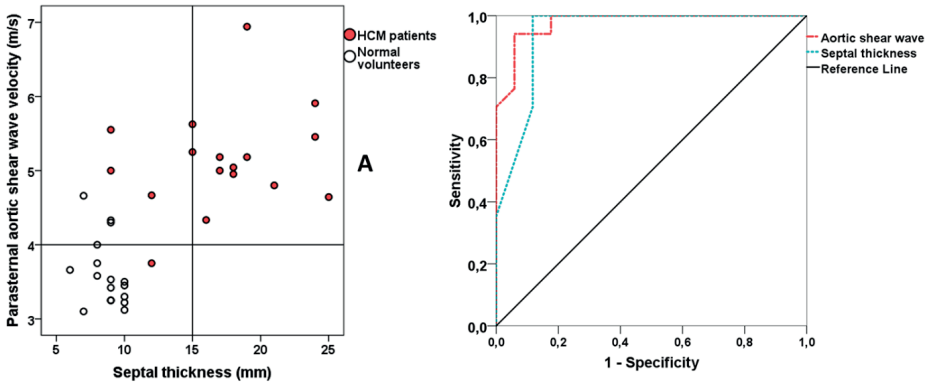 7
6
5
4
3
5
10
15
20
25
Parasternal aortic shear wave velocity (m/s)
Septal thickness (mm)
HCM patients
Normal
volunteers
A
1,0
0,8
0,6
0,4
0,2
0,0
0,0
0,2
0,4
0,6
0,8
1,0
Sensitivity
1 - Specificity
Aortic shear wave
Septal thickness
Reference Line